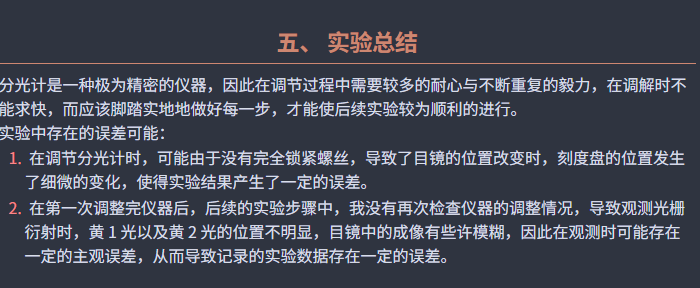 五、 实验总结
分光计是一种极为精密的仪器，因此在调节过程中需要较多的耐心与不断重复的毅力，在调解时不
能求快，而应该脚踏实地地做好每一步，才能使后续实验较为顺利的进行。
实验中存在的误差可能：
1. 在调节分光计时，可能由于没有完全锁紧螺丝，导致了目镜的位置改变时，刻度盘的位置发生
了细微的变化，使得实验结果产生了一定的误差。
2. 在第一次调整完仪器后，后续的实验步骤中，我没有再次检查仪器的调整情况，导致观测光栅
衍射时，黄 1 光以及黄 2 光的位置不明显，目镜中的成像有些许模糊，因此在观测时可能存在
一定的主观误差，从而导致记录的实验数据存在一定的误差。